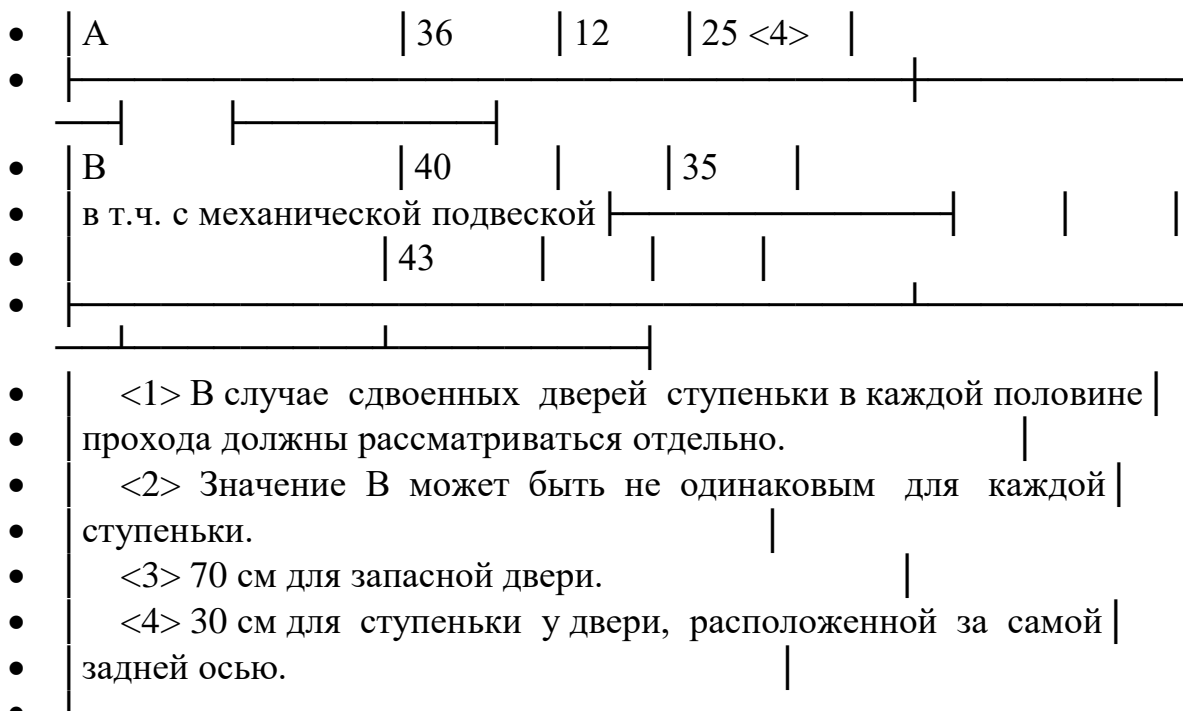 • │А │36 │12 │25 <4> │
• ├──────────────────────┼───────
──┤ ├───────┤
• │В │40 │ │35 │
• │в т.ч. с механической подвеской├─────────┤ │ │
• │ │43 │ │ │
• ├──────────────────────┴───────
──┴───────┴───────┤
• │ <1> В случае сдвоенных дверей ступеньки в каждой половине│
• │прохода должны рассматриваться отдельно. │
• │ <2> Значение В может быть не одинаковым для каждой│
• │ступеньки. │
• │ <3> 70 см для запасной двери. │
• │ <4> 30 см для ступеньки у двери, расположенной за самой│
• │задней осью. │